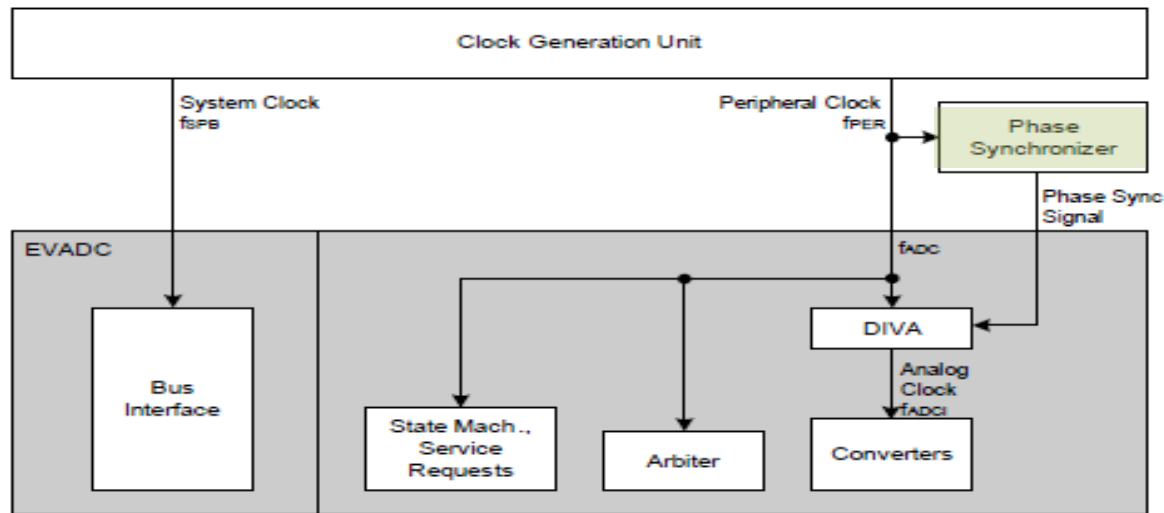 Clock Generation Unit
System Clock
fSPB
Peripheral Clock
fPER
Phase
Synchronizer
Phase Sync
Signal
EVADC
fADC
DIVA
Analog
Clock
fADCI
Bus
Interface
State Mach.,
Service
Requests
Arbiter
Converters